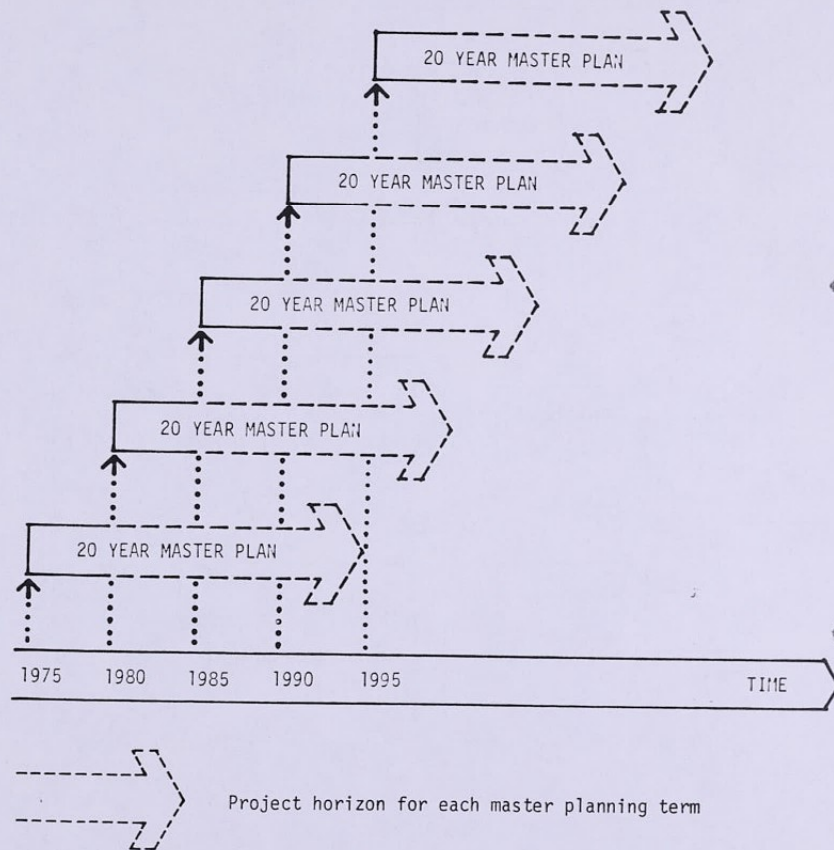 20 YEAR MASTER PLAN
20 YEAR MASTER PLAN
20 YEAR MASTER PLAN
20 YEAR MASTER PLAN
20 YEAR MASTER PLAN
1975 1980 1985 1990 1995 TIME
Project horizon for each master planning term